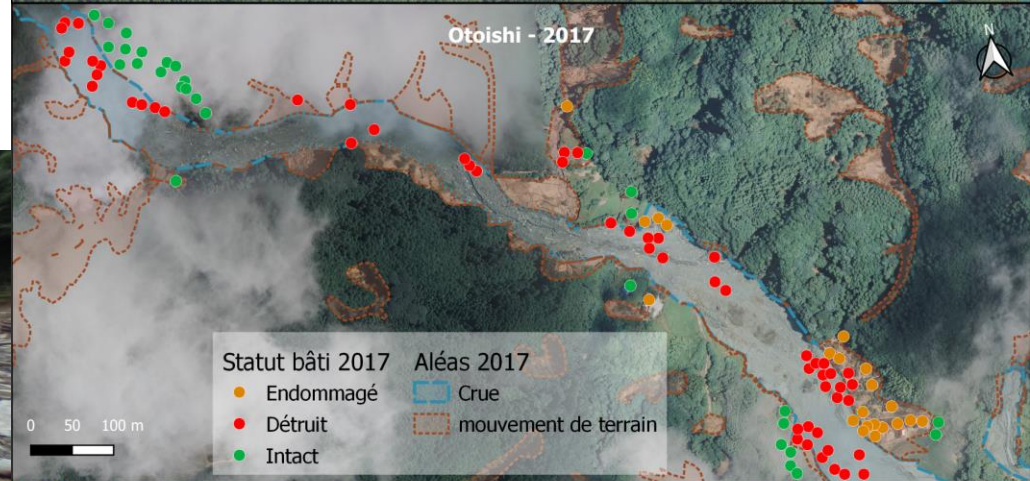 Otoishi - 2017
N
Statut bâti 2017
Endommagé
Détruit
Intact
Aléas 2017
Crue
mouvement de terrain
0 50 100 m